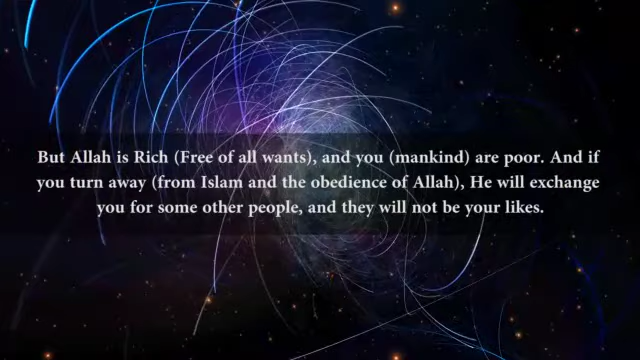 But Allah is Rich (Free of all wants), and you (mankind) are poor. And if
you turn away (from Islam and the obedience of Allah), He will exchange
you for some other people, and they will not be your likes.